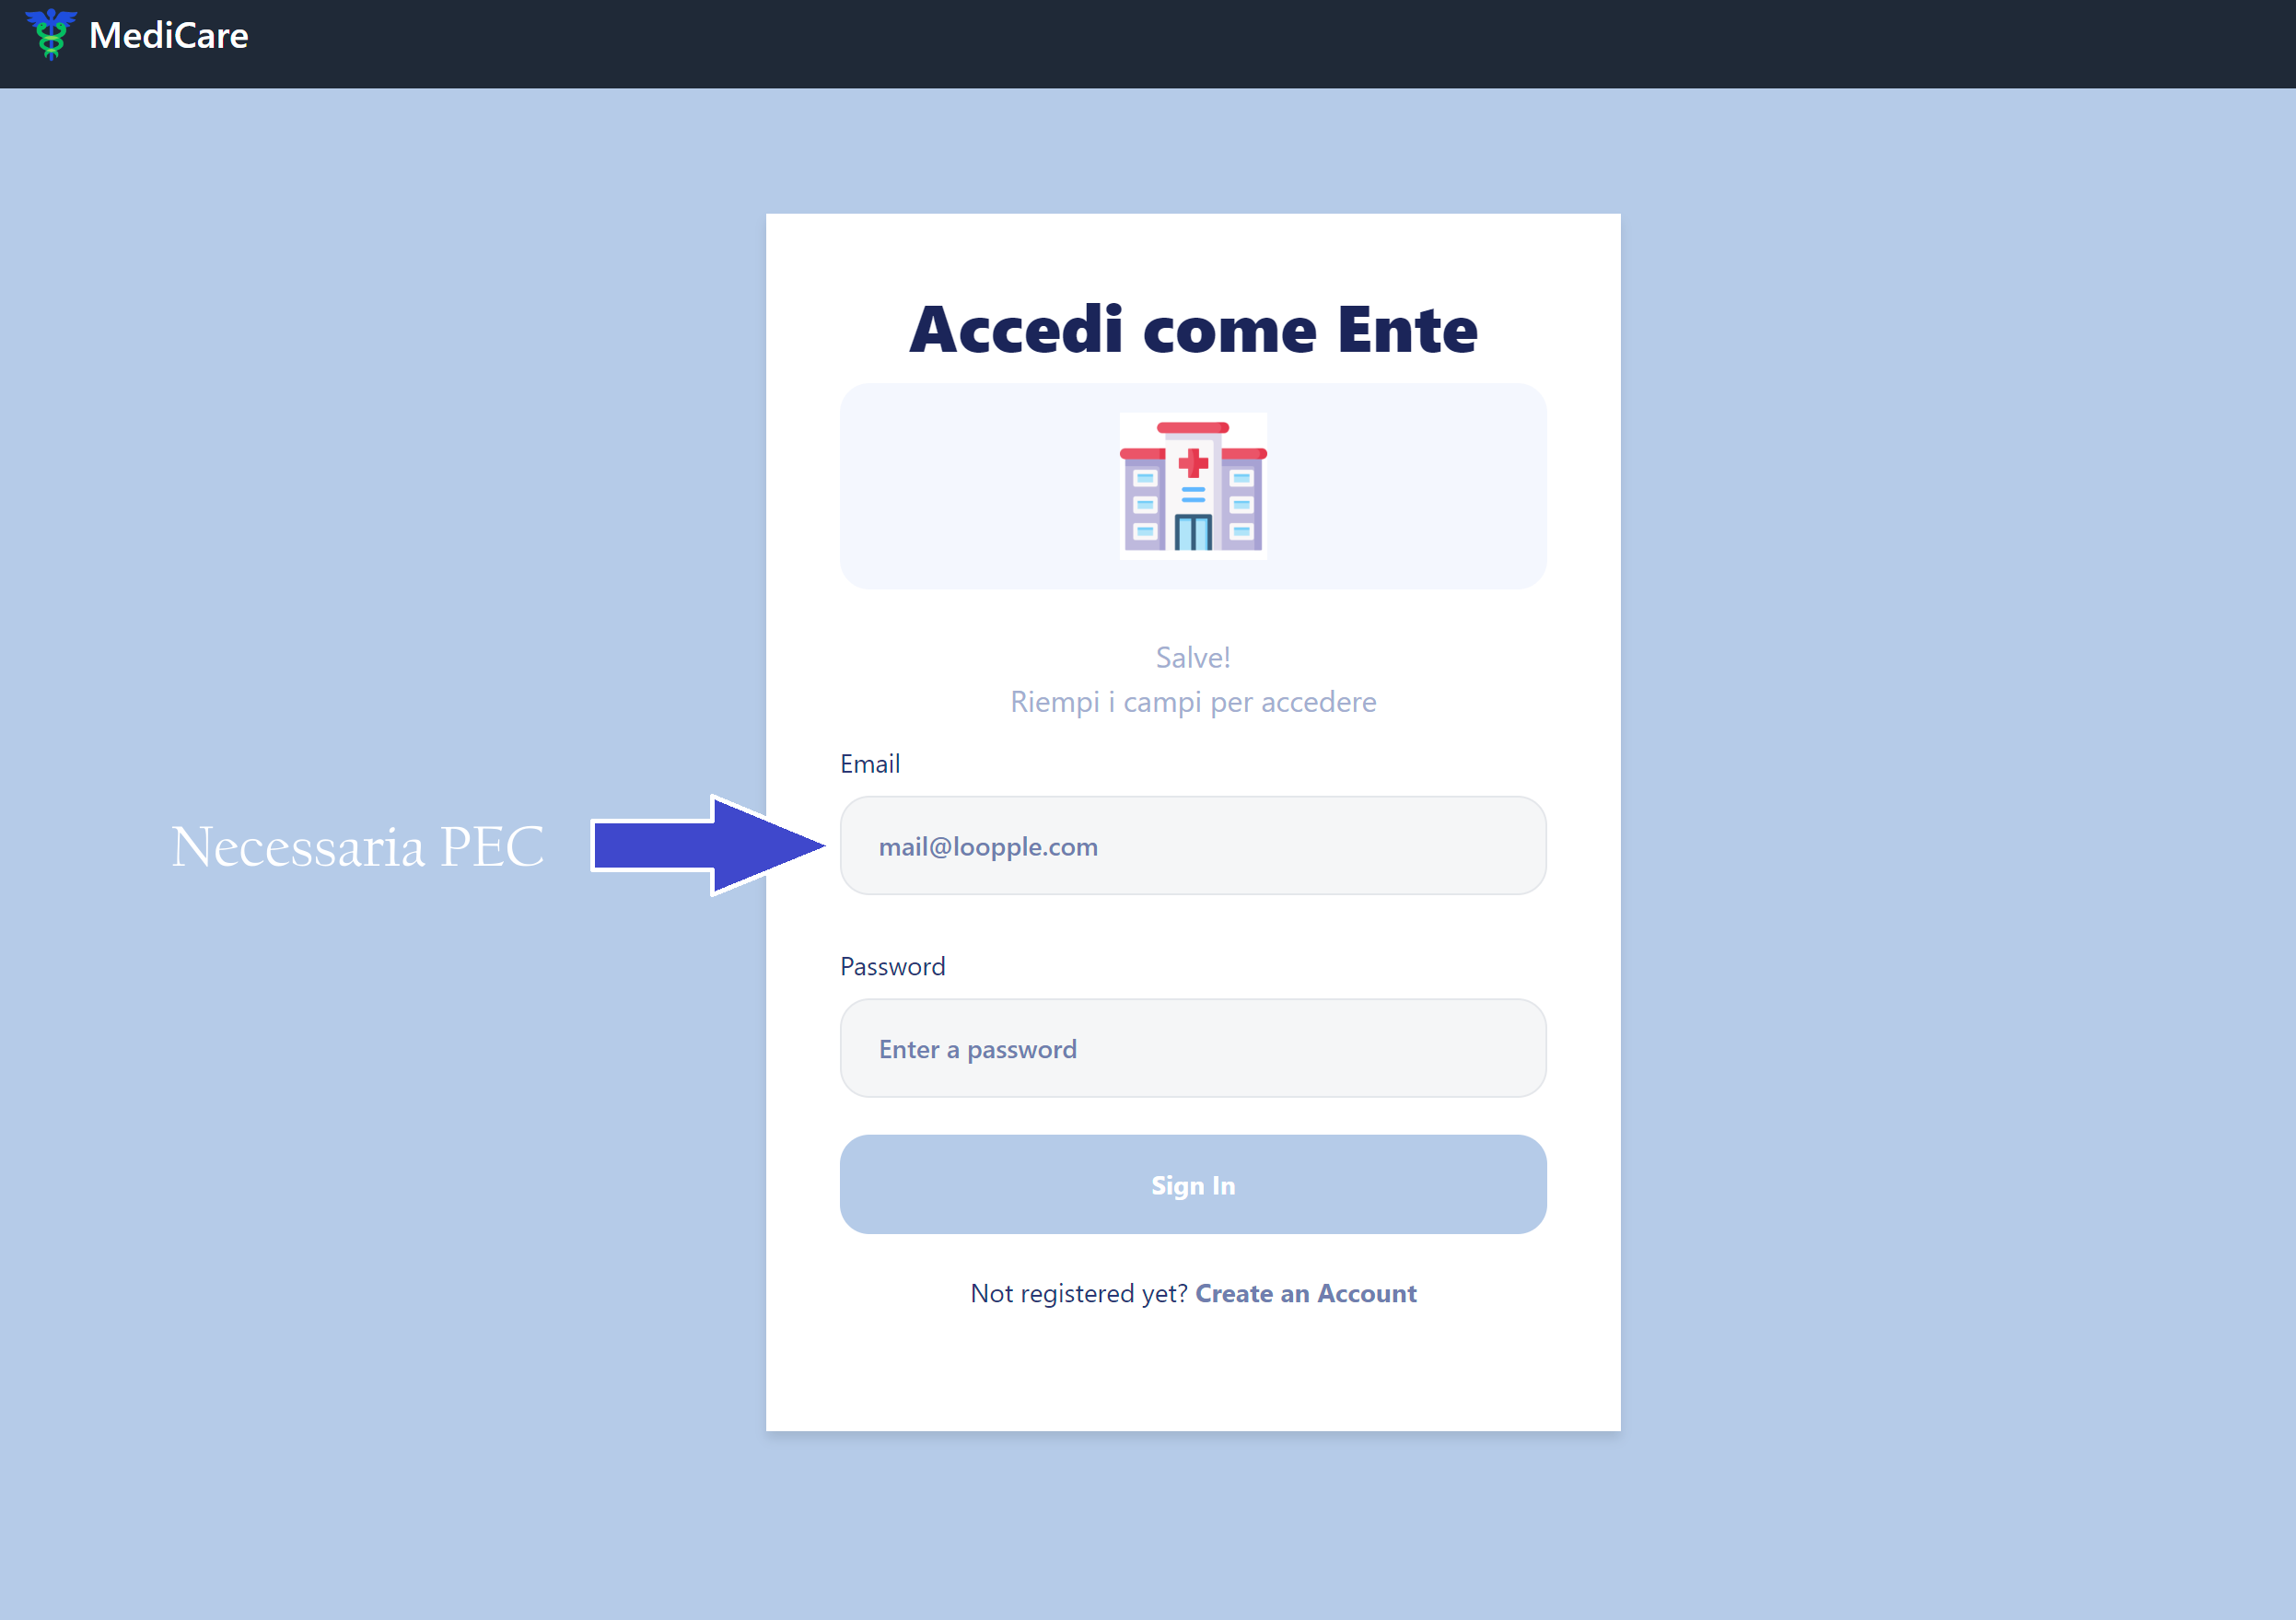 MediCare
Accedi come Ente
Salve!
Riempi i campi per accedere
Email
Necessaria PEC
mail@loopple.com
Password
Enter a password
Sign In
Not registered yet? Create an Account